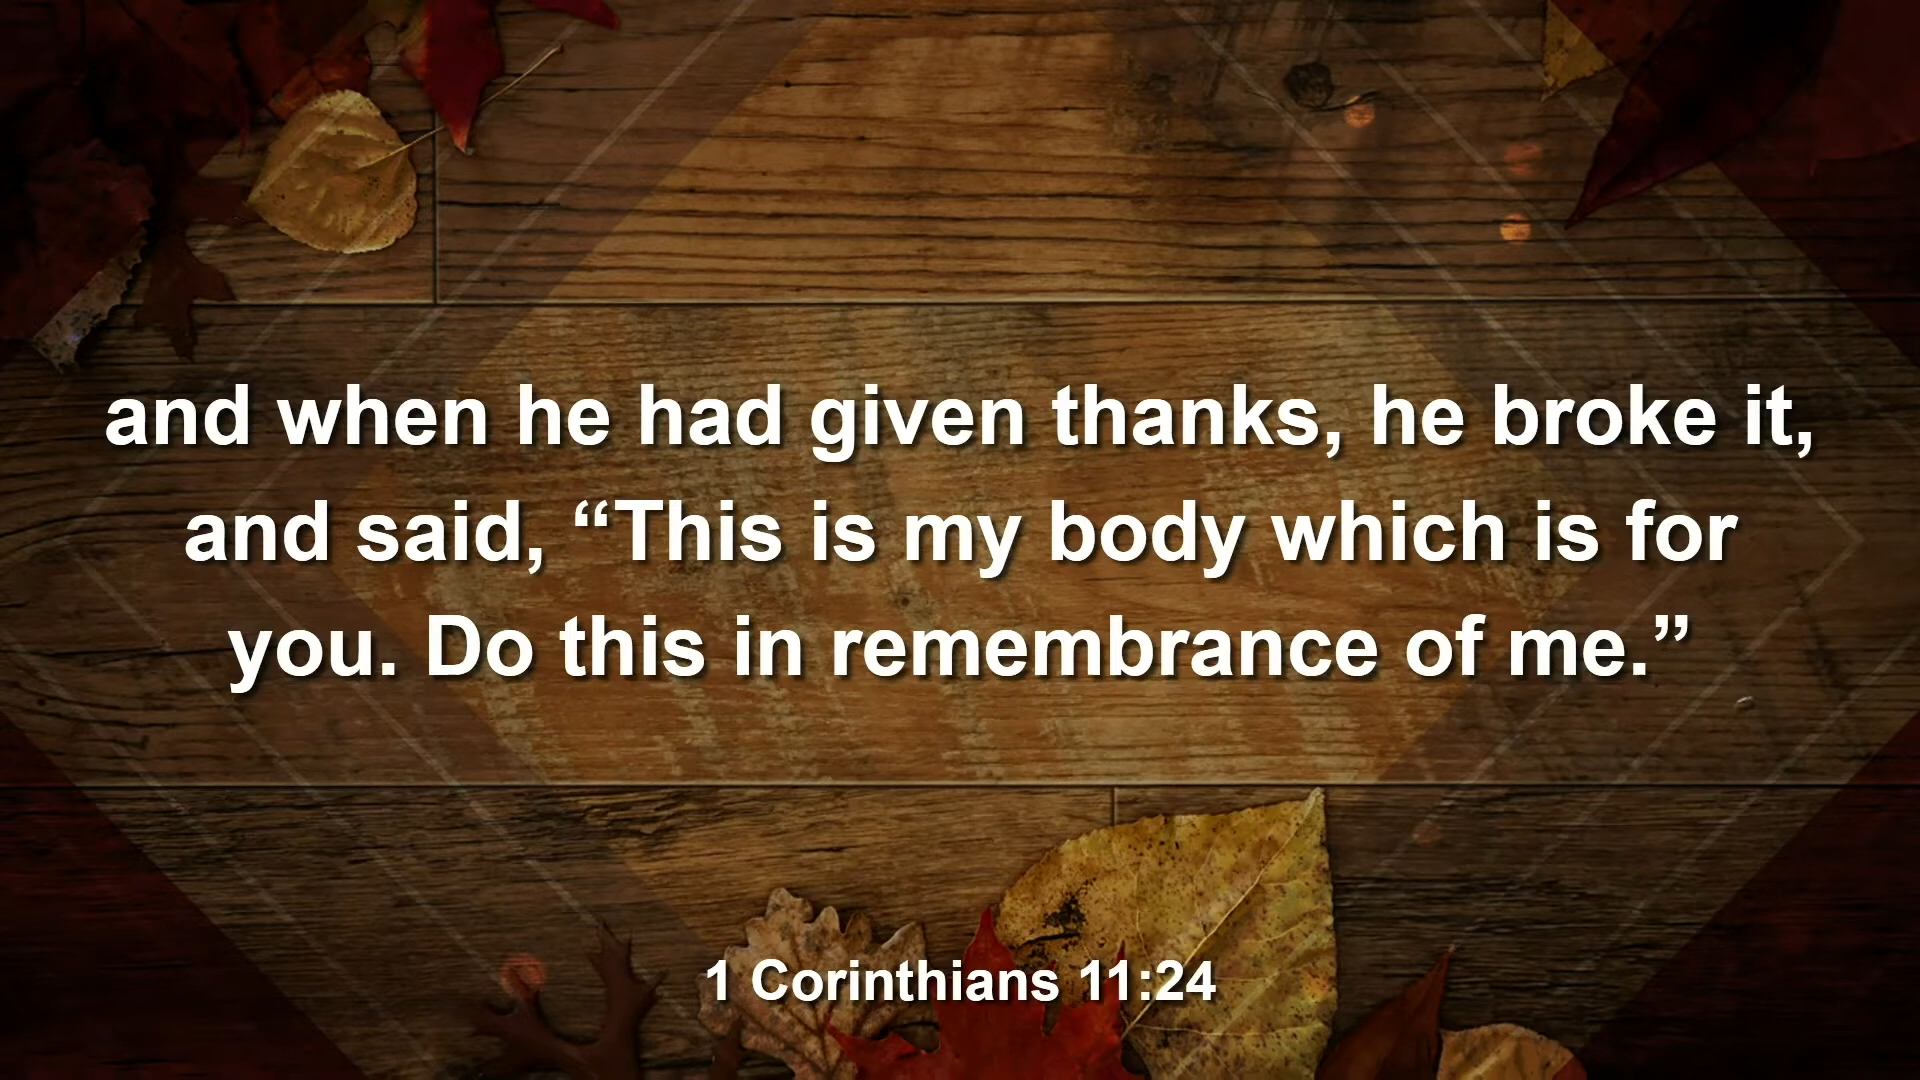 and when he had given thanks, he broke it,
and said, “This is my body which is for
you. Do this in remembrance of me.”
1 Corinthians 11:24